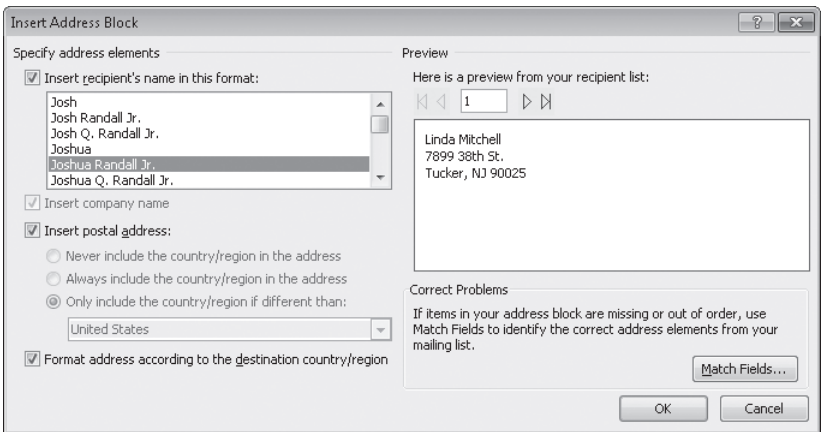 Insert Address Block
Specify address elements
Insert recipient's name in this format:
Josh
Josh Randall Jr.
Josh Q. Randall Jr.
Joshua
Joshua Randall Jr.
Joshua Q. Randall Jr.
Insert company name
Insert postal address:
Never include the country/region in the address
Always include the country/region in the address
Only include the country/region if different than:
United States
Format address according to the destination country/region
Preview
Here is a preview from your recipient list:
1
Linda Mitchell
7899 38th St.
Tucker, NJ 90025
Correct Problems
If items in your address block are missing or out of order, use
Match Fields to identify the correct address elements from your
mailing list.
Match Fields...
OK
Cancel